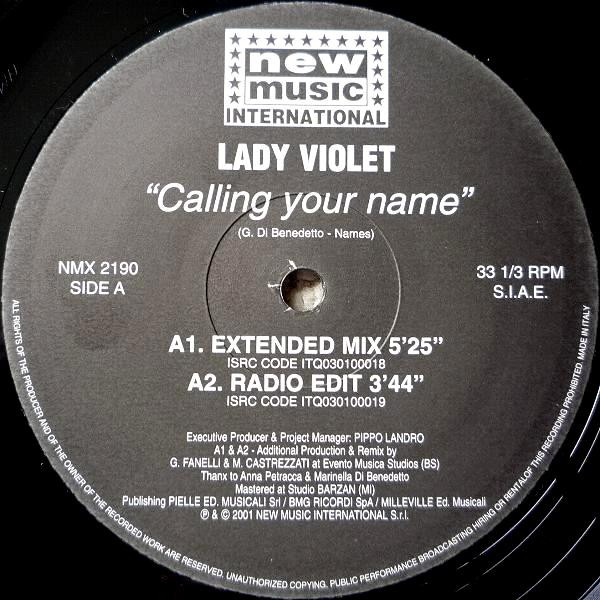 new
music
INTERNATIONAL
LADY VIOLET
"Calling your name"
(G. Di Benedetto - Names)
NMX 2190
SIDE A
33 1/3 RPM
S.I.A.E.
A1. EXTENDED MIX 5'25"
ISRC CODE ITQ030100018
A2. RADIO EDIT 3'44"
ISRC CODE ITQ030100019
Executive Producer & Project Manager: PIPPO LANDRO
A1 & A2 - Additional Production & Remix by
G. FANELLI & M. CASTREZZATI at Evento Musica Studios (BS)
Thanx to Anna Petracca & Marinella Di Benedetto
Mastered at Studio BARZAN (MI)
Publishing PIELLE ED. MUSICALI Srl / BMG RICORDI SpA / MILLEVILLE Ed. Musicali
℗ & © 2001 NEW MUSIC INTERNATIONAL S.r.l.
ALL RIGHTS OF THE PRODUCER AND OF THE OWNER OF THE RECORDED WORK ARE RESERVED. UNAUTHORIZED COPYING. PUBLIC PERFORMANCE BROADCASTING HIRING OR RENTALOF THIS RECORDING PROHIBITED. MADE IN ITALY